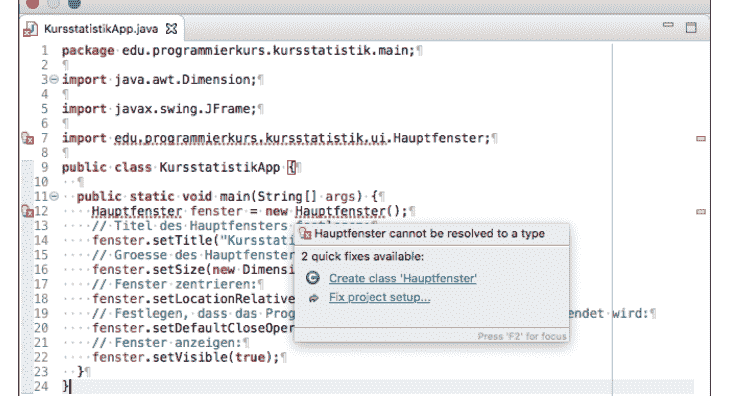 KursstatistikApp.java
1 package edu.programmierkurs.kursstatistik.main;
2
3 import java.awt.Dimension;
4
5 import javax.swing.JFrame;
6
7 import edu.programmierkurs.kursstatistik.ui.Hauptfenster;
8
9 public class KursstatistikApp {
10
11 public static void main(String[] args) {
12 Hauptfenster fenster = new Hauptfenster();
13 // Titel des Hauptfensters
14 fenster.setTitle("Kursstati
15 // Groesse des Hauptfenster
16 fenster.setSize(new Dimensi
17 // Fenster zentrieren:
18 fenster.setLocationRelative
19 // Festlegen, dass das Prog endet wird:
20 fenster.setDefaultCloseOper
21 // Fenster anzeigen:
22 fenster.setVisible(true);
23 }
24 }
Hauptfenster cannot be resolved to a type
2 quick fixes available:
Create class 'Hauptfenster'
Fix project setup...
Press 'F2' for focus